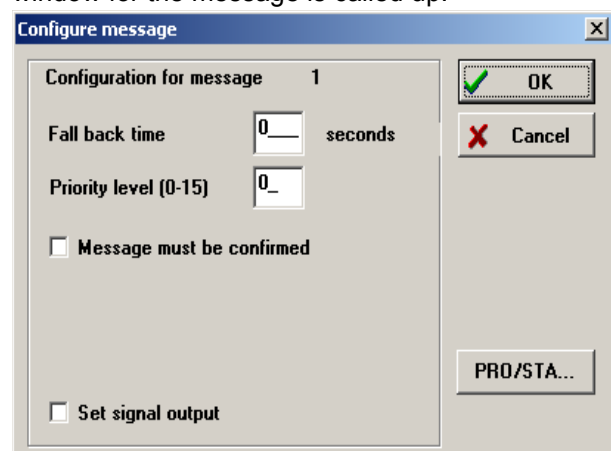 window for the message is called up.
Configure message
Configuration for message 1
OK
Fall back time 0___ seconds
Cancel
Priority level (0-15) 0_
Message must be confirmed
PRO/STA...
Set signal output